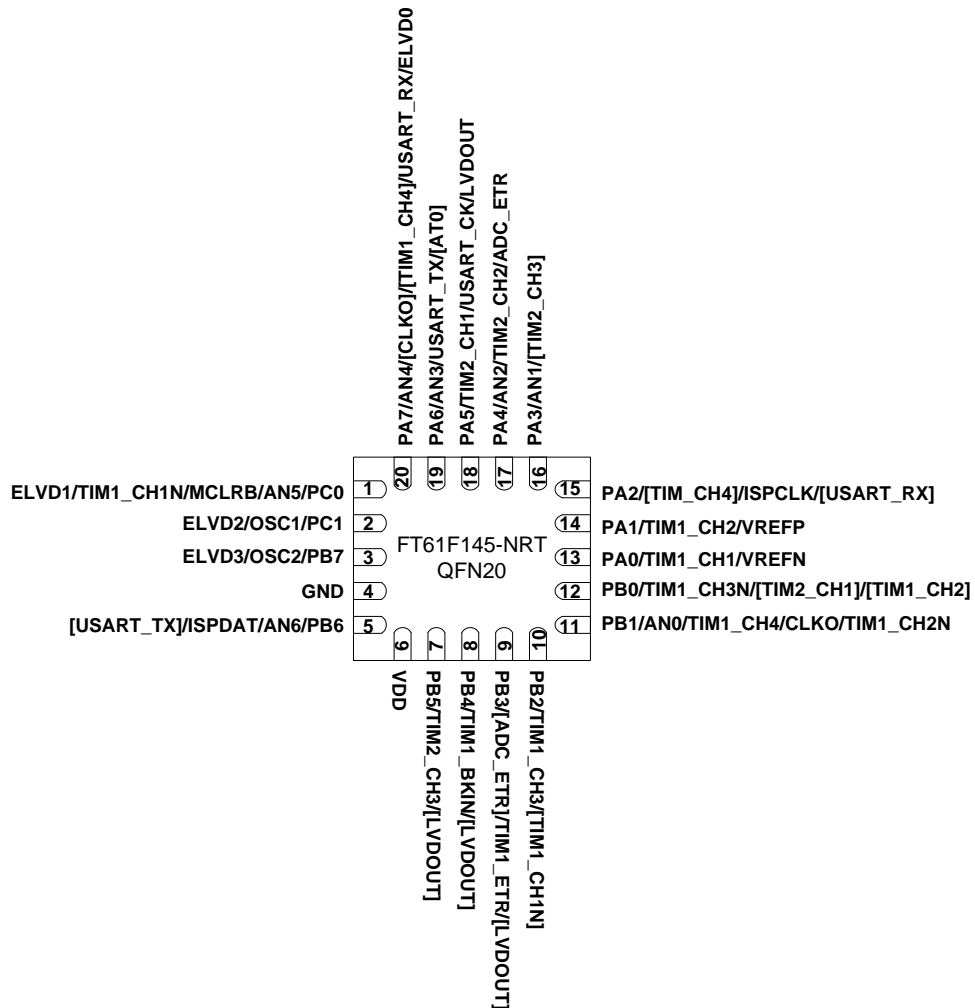 PA7/AN4/[CLKO]/[TIM1_CH4]/USART_RX/ELVD0
PA6/AN3/USART_TX/[AT0]
PA5/TIM2_CH1/USART_CK/LVDOUT
PA4/AN2/TIM2_CH2/ADC_ETR
PA3/AN1/[TIM2_CH3]
20
19
18
17
16
ELVD1/TIM1_CH1N/MCLRB/AN5/PC0
1
ELVD2/OSC1/PC1
2
ELVD3/OSC2/PB7
3
GND
4
[USART_TX]/ISPDAT/AN6/PB6
5
FT61F145-NRT
QFN20
15
PA2/[TIM_CH4]/ISPCLK/[USART_RX]
14
PA1/TIM1_CH2/VREFP
13
PA0/TIM1_CH1/VREFN
12
PB0/TIM1_CH3N/[TIM2_CH1]/[TIM1_CH2]
11
PB1/AN0/TIM1_CH4/CLKO/TIM1_CH2N
6
7
8
9
10
VDD
PB5/TIM2_CH3/[LVDOUT]
PB4/TIM1_BKIN/[LVDOUT]
PB3/[ADC_ETR]/TIM1_ETR/[LVDOUT]
PB2/TIM1_CH3/[TIM1_CH1N]